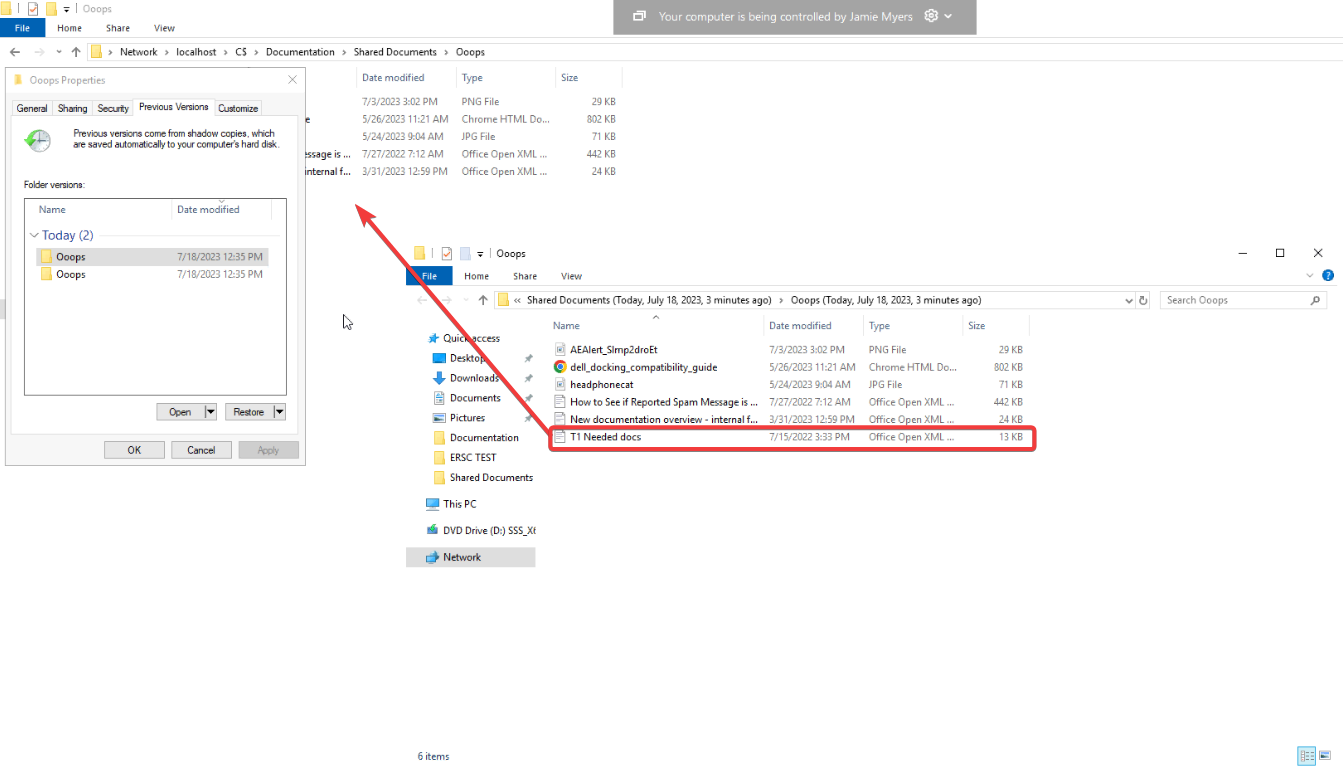 Ooops
Your computer is being controlled by Jamie Myers
File Home Share View
Network > localhost > C$ > Documentation > Shared Documents > Ooops
Ooops Properties
General Sharing Security Previous Versions Customize
Previous versions come from shadow copies, which
are saved automatically to your computer's hard disk.
Folder versions:
Name Date modified
Today (2)
Ooops 7/18/2023 12:35 PM
Ooops 7/18/2023 12:35 PM
Open Restore
OK Cancel Apply
Date modified Type Size
7/3/2023 3:02 PM PNG File 29 KB
e 5/26/2023 11:21 AM Chrome HTML Do... 802 KB
5/24/2023 9:04 AM JPG File 71 KB
essage is ... 7/27/2022 7:12 AM Office Open XML ... 442 KB
internal f... 3/31/2023 12:59 PM Office Open XML ... 24 KB
Ooops
File Home Share View
« Shared Documents (Today, July 18, 2023, 3 minutes ago) > Ooops (Today, July 18, 2023, 3 minutes ago)
Search Ooops
Quick access
Desktop
Downloads
Documents
Pictures
Documentation
ERSC TEST
Shared Documents
This PC
DVD Drive (D:) SSS_X6
Network
Name Date modified Type Size
7/3/2023 3:02 PM PNG File 29 KB
dell_docking_compatibility_guide 5/26/2023 11:21 AM Chrome HTML Do... 802 KB
headphonecat 5/24/2023 9:04 AM JPG File 71 KB
How to See if Reported Spam Message is ... 7/27/2022 7:12 AM Office Open XML ... 442 KB
New documentation overview - internal f... 3/31/2023 12:59 PM Office Open XML ... 24 KB
T1 Needed docs 7/15/2022 3:33 PM Office Open XML ... 13 KB
6 items